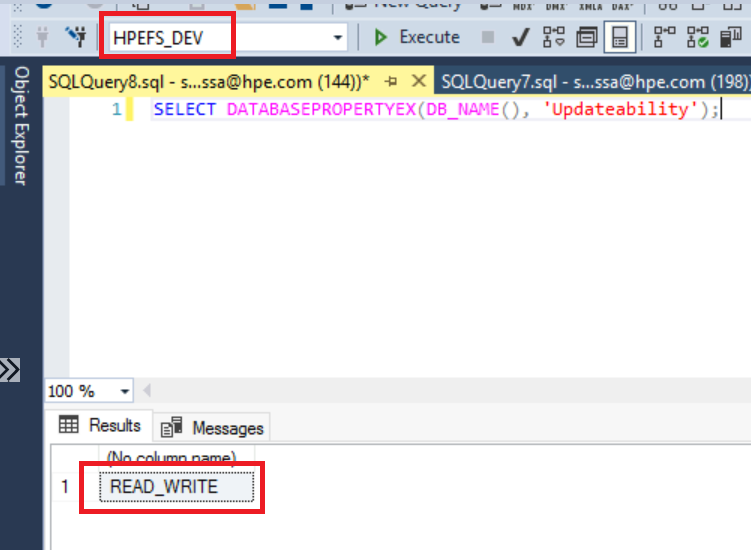 New Query MDX DMX XMLA DAX
HPEFS_DEV Execute
Object Explorer
SQLQuery8.sql - s...ssa@hpe.com (144))* SQLQuery7.sql - s...ssa@hpe.com (198))
1 SELECT DATABASEPROPERTYEX(DB_NAME(), 'Updateability');
100 %
Results Messages
(No column name)
1 READ_WRITE